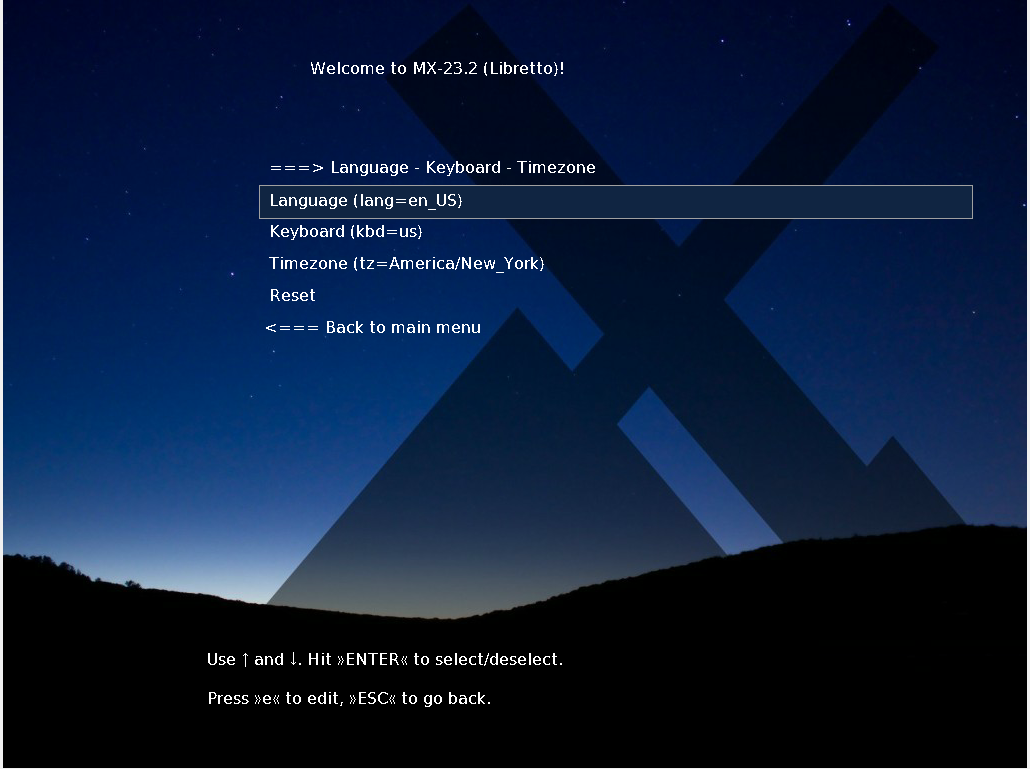 Welcome to MX-23.2 (Libretto)!
===> Language - Keyboard - Timezone
Language (lang=en_US)
Keyboard (kbd=us)
Timezone (tz=America/New_York)
Reset
<=== Back to main menu
Use ↑ and ↓. Hit »ENTER« to select/deselect.
Press »e« to edit, »ESC« to go back.